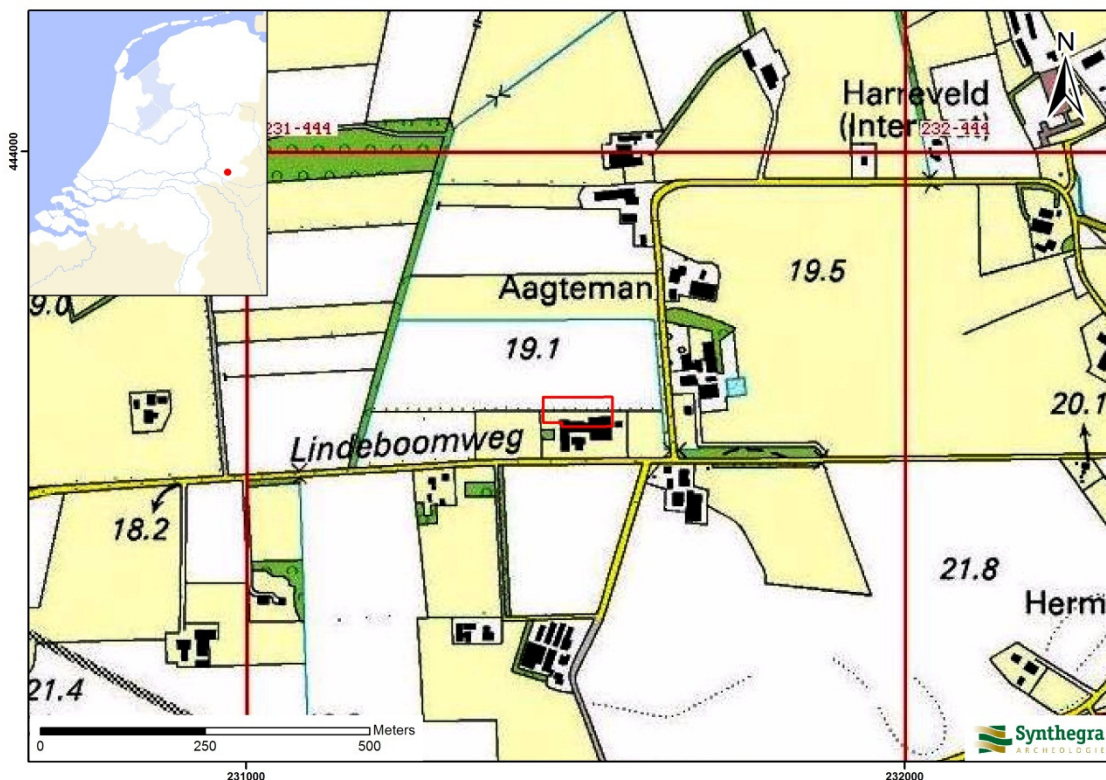 N
Harreveld
(Inter
231-444
232-444
444000
Aagteman
19.5
9.0
19.1
20.1
Lindeboomweg
18.2
21.8
Herm
21.4
Meters
0 250 500
Synthegra
ARCHEOLOGIE
231000
232000